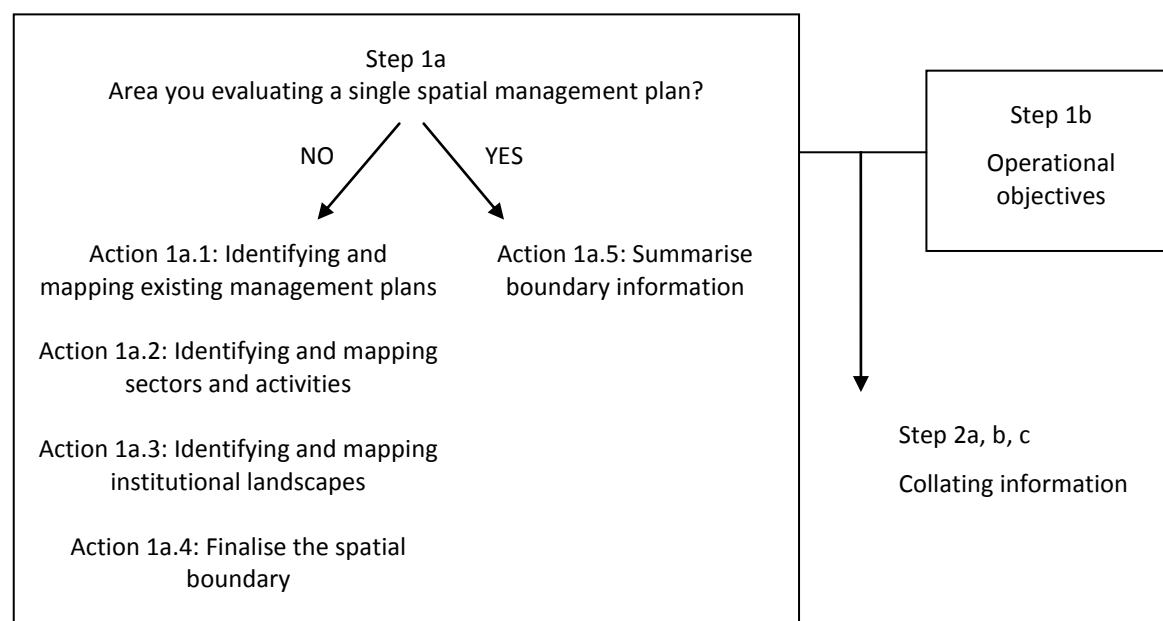 Step 1a
Area you evaluating a single spatial management plan?
NO
YES
Action 1a.1: Identifying and
mapping existing management plans
Action 1a.2: Identifying and mapping
sectors and activities
Action 1a.3: Identifying and mapping
institutional landscapes
Action 1a.4: Finalise the spatial
boundary
Action 1a.5: Summarise
boundary information
Step 1b
Operational
objectives
Step 2a, b, c
Collating information